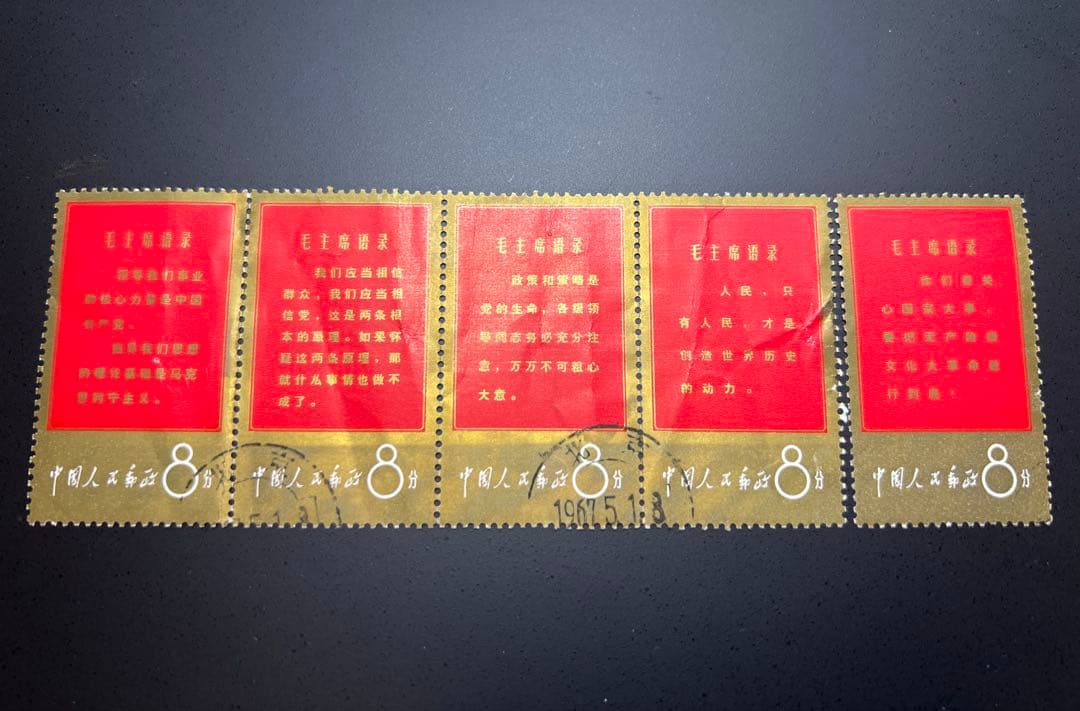 毛主席语录
领导我们事业
的核心力量是中国
共产党。
指导我们思想
的理论基础是马克
思列宁主义。
中國人民郵政 8分
毛主席语录
我们应当相信
群众，我们应当相
信党，这是两条根
本的原理。如果怀
疑这两条原理，那
就什么事情也做不
成了。
中國人民郵政 8分
毛主席语录
政策和策略是
党的生命，各级领
导同志务必充分注
意，万万不可粗心
大意。
中國人民郵政 8分
毛主席语录
人民，只
有人民，才是
创造世界历史
的动力。
中國人民郵政 8分
毛主席语录
你们要关
心国家大事，
要把无产阶级
文化大革命进
行到底！
中國人民郵政 8分
1967.5.1.8